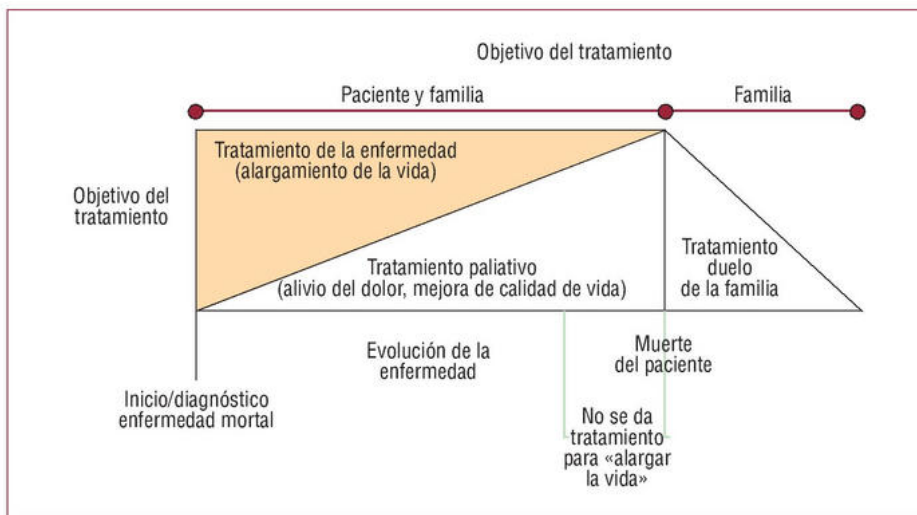 Objetivo del tratamiento
Paciente y familia
Familia
Tratamiento de la enfermedad
(alargamiento de la vida)
Objetivo del
tratamiento
Tratamiento paliativo
(alivio del dolor, mejora de calidad de vida)
Tratamiento
duelo
de la familia
Evolución de la
enfermedad
Muerte
del paciente
Inicio/diagnóstico
enfermedad mortal
No se da
tratamiento
para «alargar
la vida»